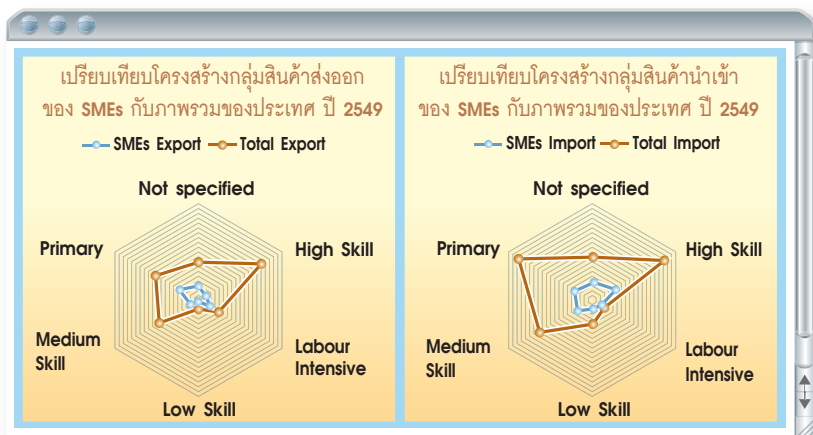 เปรียบเทียบโครงสร้างกลุ่มสินค้าส่งออก
ของ SMEs กับภาพรวมของประเทศ ปี 2549
SMEs Export Total Export
Not specified
Primary
High Skill
Medium
Skill
Labour
Intensive
Low Skill
เปรียบเทียบโครงสร้างกลุ่มสินค้านำเข้า
ของ SMEs กับภาพรวมของประเทศ ปี 2549
SMEs Import Total Import
Not specified
Primary
High Skill
Medium
Skill
Labour
Intensive
Low Skill